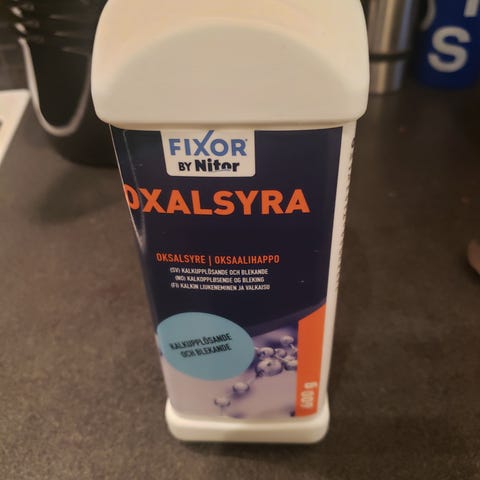 FIXOR®
BY Nitor
OXALSYRA
OKSALSYRE | OKSAALIHAPPO
(SV) KALKUPPLÖSANDE OCH BLEKANDE
(NO) KALKOPPLØSENDE OG BLEKING
(FI) KALKIN LIUKENEMINEN JA VALKAISU
KALKUPPLÖSANDE
OCH BLEKANDE
400 g
S